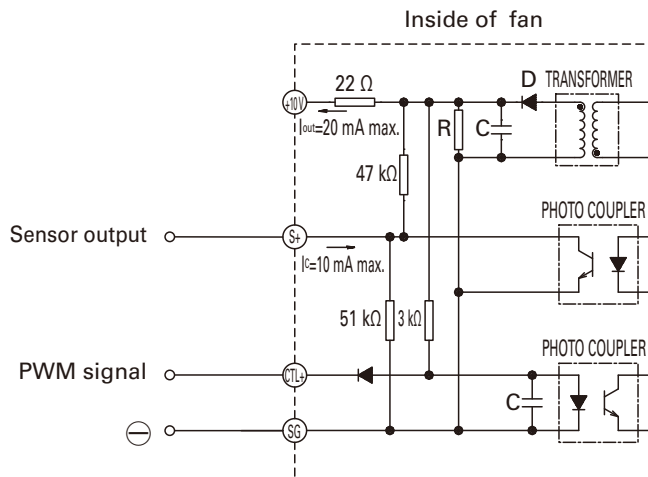 Inside of fan
+10V
22 Ω
D
TRANSFORMER
Iout=20 mA max.
R
C
47 kΩ
PHOTO COUPLER
Sensor output
S+
Ic=10 mA max.
51 kΩ
3 kΩ
PHOTO COUPLER
PWM signal
CTL+
C
SG